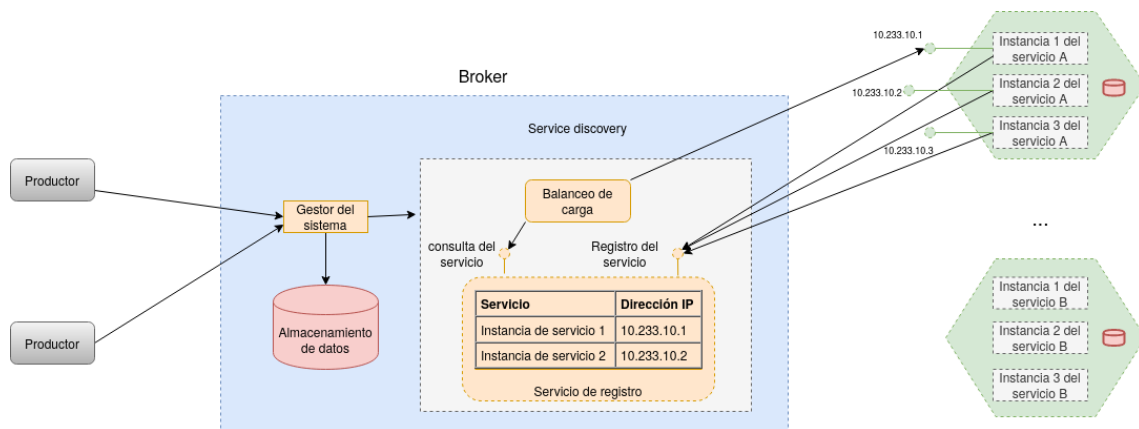 Broker
Service discovery
Productor
Productor
Gestor del
sistema
Almacenamiento
de datos
Balanceo de
carga
consulta del
servicio
Registro del
servicio
Servicio Dirección IP
Instancia de servicio 1 10.233.10.1
Instancia de servicio 2 10.233.10.2
Servicio de registro
10.233.10.1
10.233.10.2
10.233.10.3
Instancia 1 del
servicio A
Instancia 2 del
servicio A
Instancia 3 del
servicio A
...
Instancia 1 del
servicio B
Instancia 2 del
servicio B
Instancia 3 del
servicio B